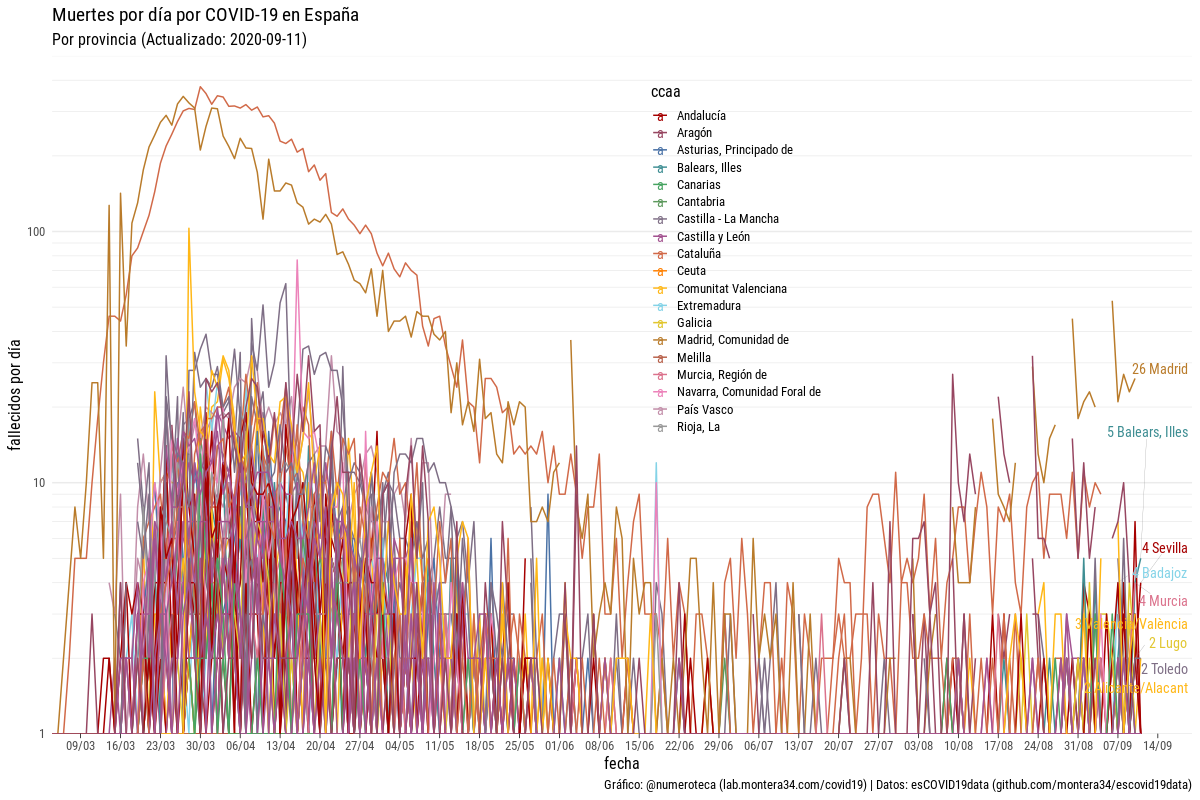 Muertes por día por COVID-19 en España
Por provincia (Actualizado: 2020-09-11)
fallecidos por día
100
10
1
ccaa
a Andalucía
a Aragón
a Asturias, Principado de
a Balears, Illes
a Canarias
a Cantabria
a Castilla - La Mancha
a Castilla y León
a Cataluña
a Ceuta
a Comunitat Valenciana
a Extremadura
a Galicia
a Madrid, Comunidad de
a Melilla
a Murcia, Región de
a Navarra, Comunidad Foral de
a País Vasco
a Rioja, La
26 Madrid
5 Balears, Illes
4 Sevilla
Badajoz
4 Murcia
3 Valencia/València
2 Lugo
2 Toledo
2 Alicante/Alacant
09/03 16/03 23/03 30/03 06/04 13/04 20/04 27/04 04/05 11/05 18/05 25/05 01/06 08/06 15/06 22/06 29/06 06/07 13/07 20/07 27/07 03/08 10/08 17/08 24/08 31/08 07/09 14/09
fecha
Gráfico: @numeroteca (lab.montera34.com/covid19) | Datos: esCOVID19data (github.com/montera34/escovid19data)